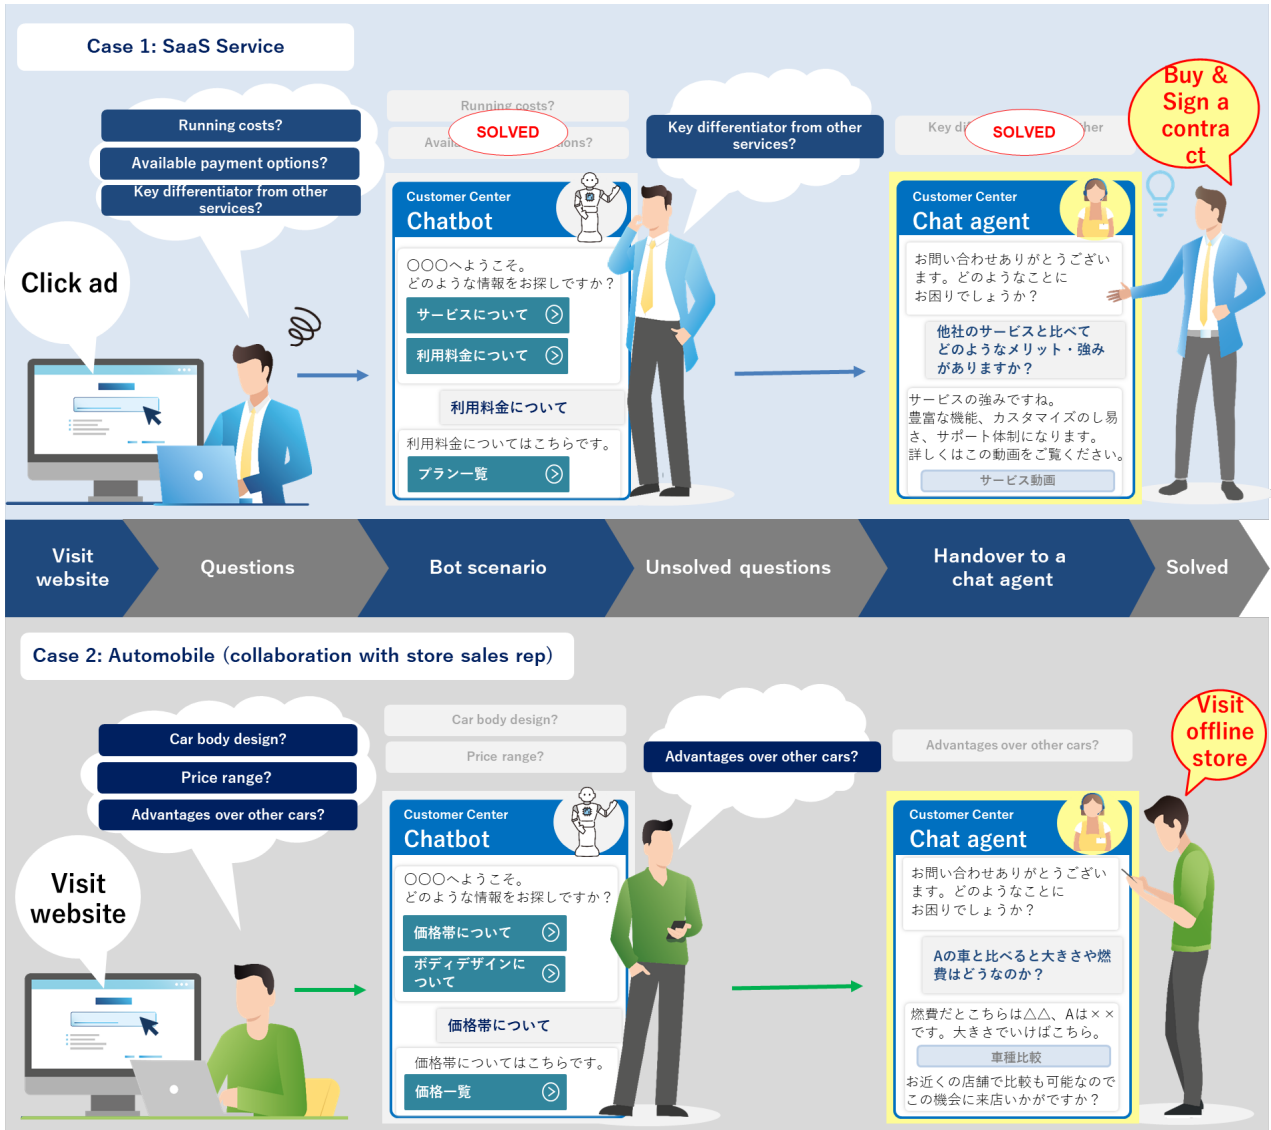 Case 1: SaaS Service
Running costs?
Available payment options?
Key differentiator from other
services?
Click ad
Running costs?
SOLVED
Customer Center
Chatbot
〇〇〇へようこそ。
どのような情報をお探しですか？
サービスについて
利用料金について
利用料金について
利用料金についてはこちらです。
プラン一覧
Key differentiator from other
services?
SOLVED
Customer Center
Chat agent
お問い合わせありがとうござい
ます。どのようなことに
お困りでしょうか？
他社のサービスと比べて
どのようなメリット・強み
がありますか？
サービスの強みですね。
豊富な機能、カスタマイズのし易
さ、サポート体制になります。
詳しくはこの動画をご覧ください。
サービス動画
Buy &
Sign a
contra
ct
Visit
website
Questions
Bot scenario
Unsolved questions
Handover to a
chat agent
Solved
Case 2: Automobile (collaboration with store sales rep)
Car body design?
Price range?
Advantages over other cars?
Visit
website
Car body design?
Price range?
Customer Center
Chatbot
〇〇〇へようこそ。
どのような情報をお探しですか？
価格帯について
ボディデザインに
ついて
価格帯について
価格帯についてはこちらです。
価格一覧
Advantages over other cars?
Advantages over other cars?
Customer Center
Chat agent
お問い合わせありがとうござい
ます。どのようなことに
お困りでしょうか？
Aの車と比べると大きさや燃
費はどうなのか？
燃費だとこちらは△△、Aは××
です。大きさでいけばこちら。
車種比較
お近くの店舗で比較も可能なので
この機会に来店いかがですか？
Visit
offline
store